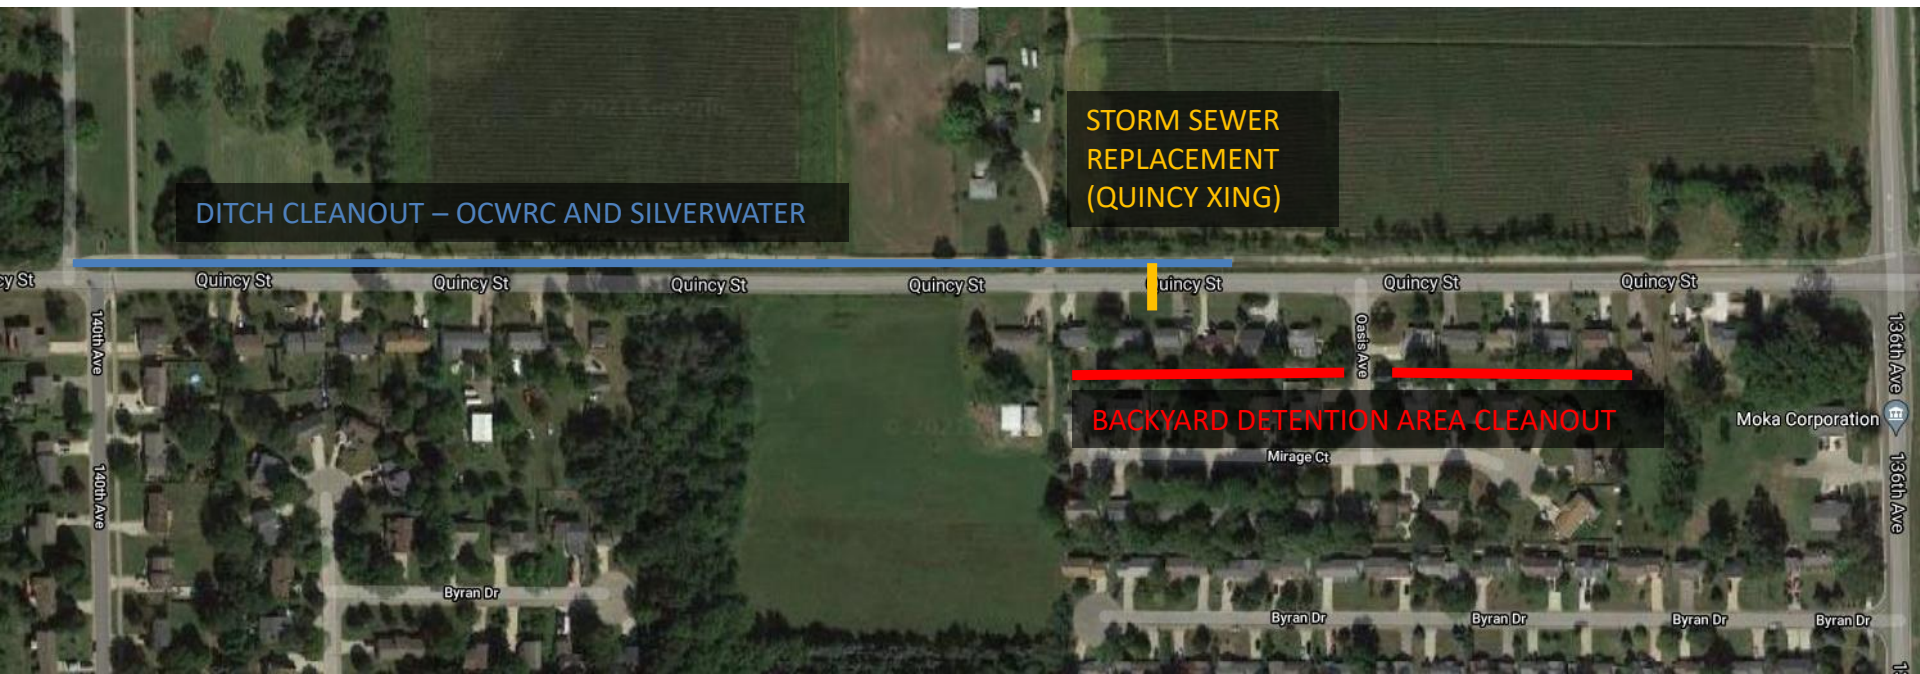 STORM SEWER
REPLACEMENT
(QUINCY XING)
DITCH CLEANOUT – OCWRC AND SILVERWATER
cy St
Quincy St
Quincy St
Quincy St
Quincy St
Quincy St
Quincy St
Quincy St
140th Ave
Oasis Ave
136th Ave
BACKYARD DETENTION AREA CLEANOUT
Moka Corporation
Mirage Ct
140th Ave
136th Ave
Byran Dr
Byran Dr
Byran Dr
Byran Dr
Byran Dr